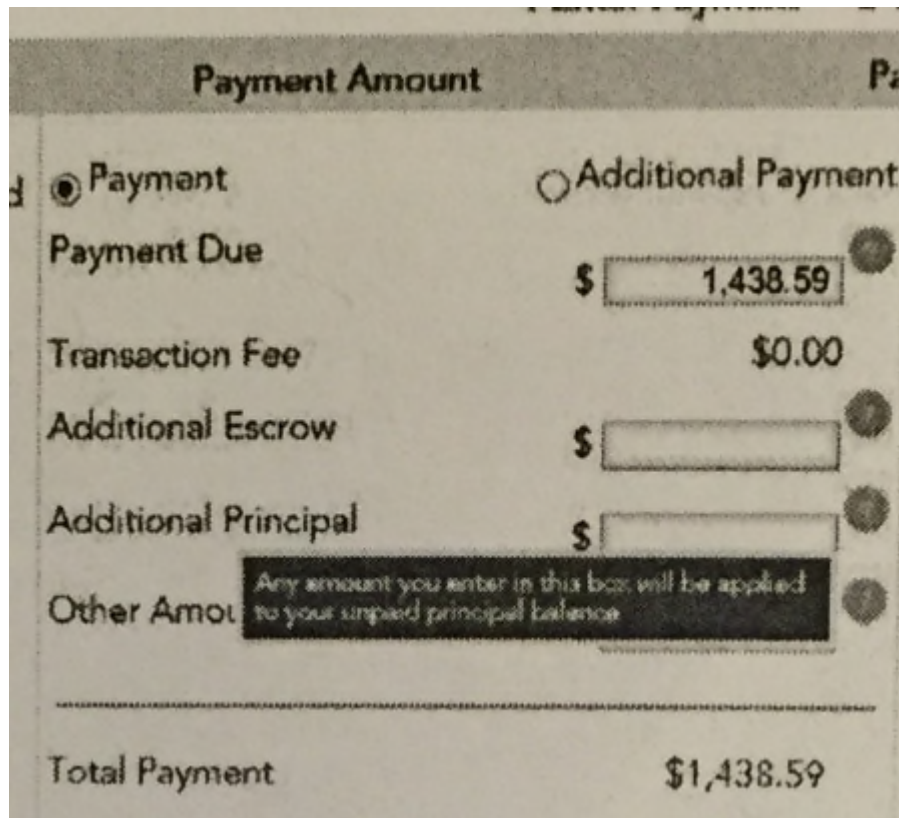 Payment Amount
Payment
Additional Payment
Payment Due
$ 1,438.59
Transaction Fee
$0.00
Additional Escrow
$
Additional Principal
$
Any amount you enter in this box will be applied
to your unpaid principal balance
Other Amou
Total Payment
$1,438.59